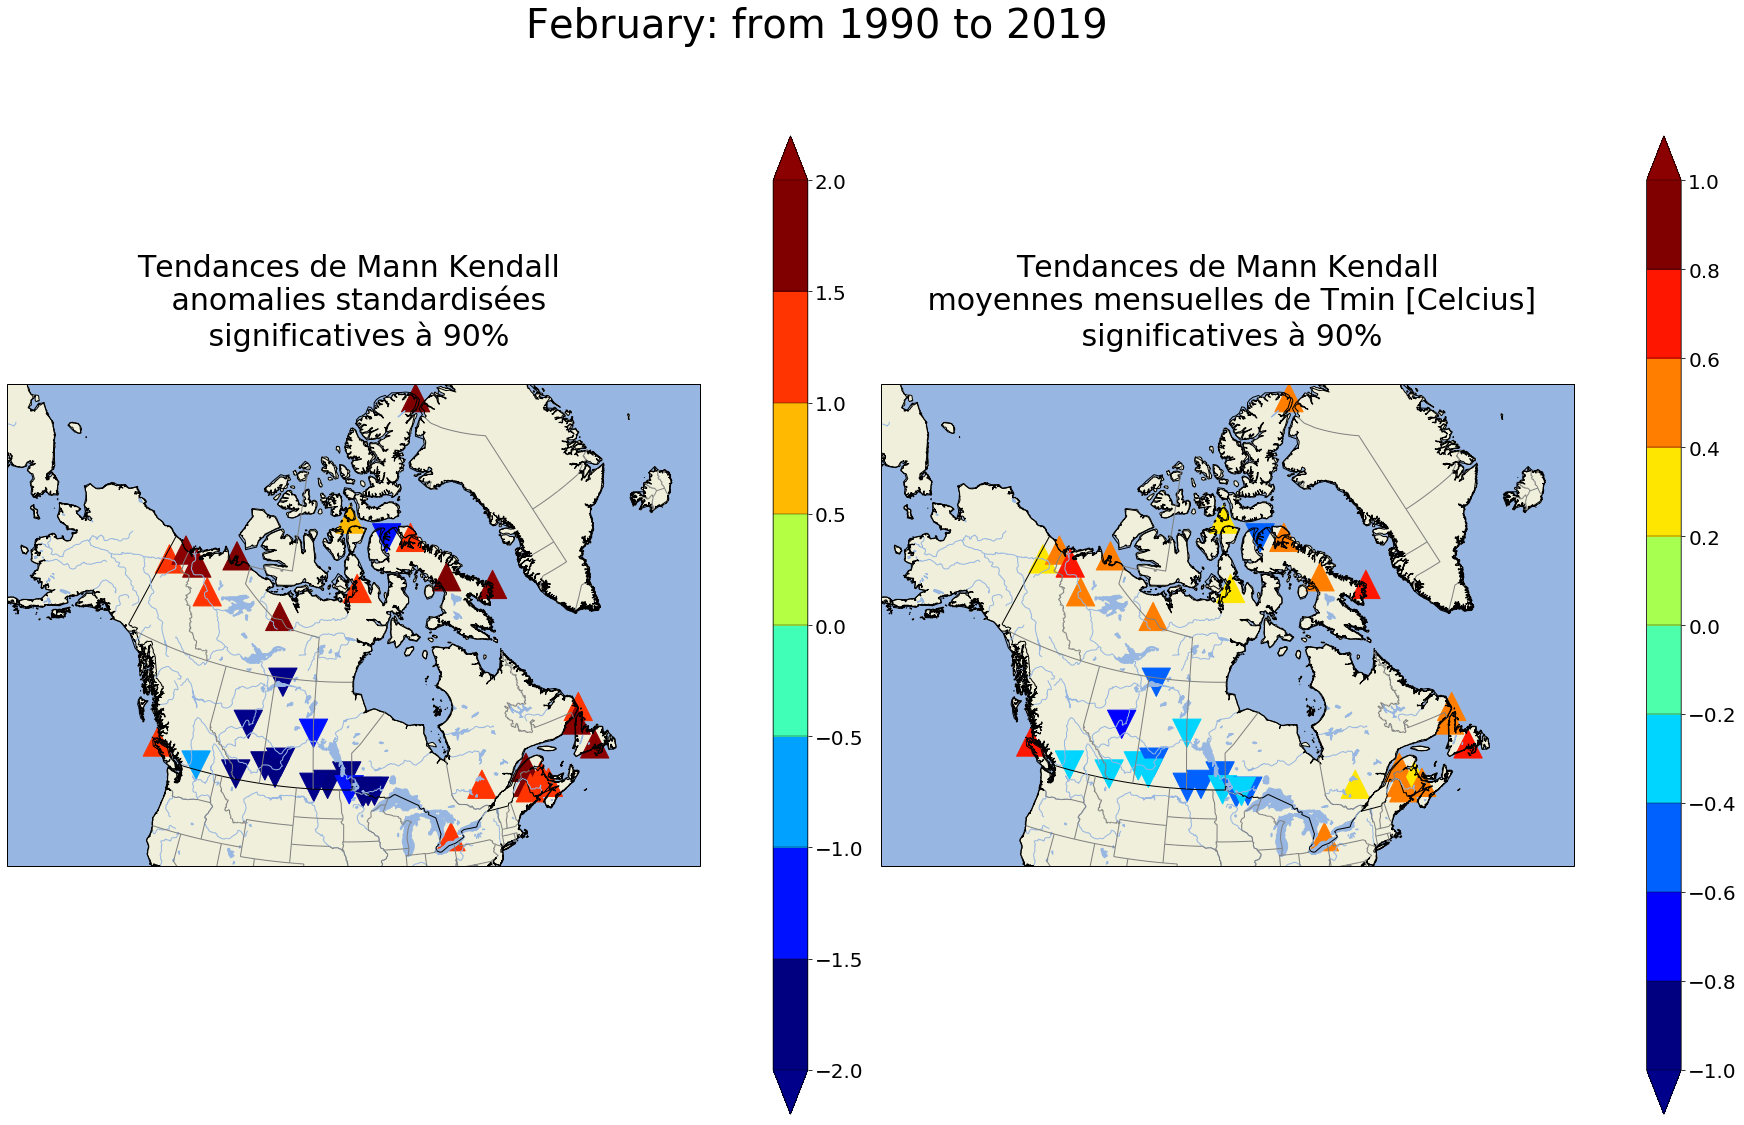 February: from 1990 to 2019
Tendances de Mann Kendall
anomalies standardisées
significatives à 90%
2.0
1.5
1.0
0.5
0.0
−0.5
−1.0
−1.5
−2.0
Tendances de Mann Kendall
moyennes mensuelles de Tmin [Celcius]
significatives à 90%
1.0
0.8
0.6
0.4
0.2
0.0
−0.2
−0.4
−0.6
−0.8
−1.0